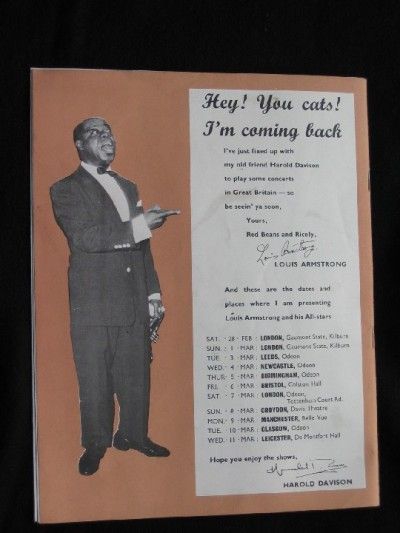 Hey! You cats!
I'm coming back
I've just fixed up with
my old friend Harold Davison
to play some concerts
in Great Britain — so
be seein' ya soon,
Yours,
Red Beans and Ricely,
Louis Armstrong
LOUIS ARMSTRONG
And these are the dates and
places where I am presenting
Louis Armstrong and his All-stars
SAT. · 28 · FEB · LONDON, Gaumont State, Kilburn
SUN. · 1 · MAR · LONDON, Gaumont State, Kilburn
TUE · 3 · MAR · LEEDS, Odeon
WED. · 4 · MAR · NEWCASTLE, Odeon
THUR · 5 · MAR · BIRMINGHAM, Odeon
FRI. · 6 · MAR · BRISTOL, Colston Hall
SAT. · 7 · MAR · LONDON, Odeon,
Tottenham Court Rd.
SUN. · 8 · MAR · CROYDON, Davis Theatre
MON. · 9 · MAR · MANCHESTER, Belle Vue
TUE. · 10 · MAR · GLASGOW, Odeon
WED. 11 · MAR · LEICESTER, De Montfort Hall
Hope you enjoy the shows,
HAROLD DAVISON